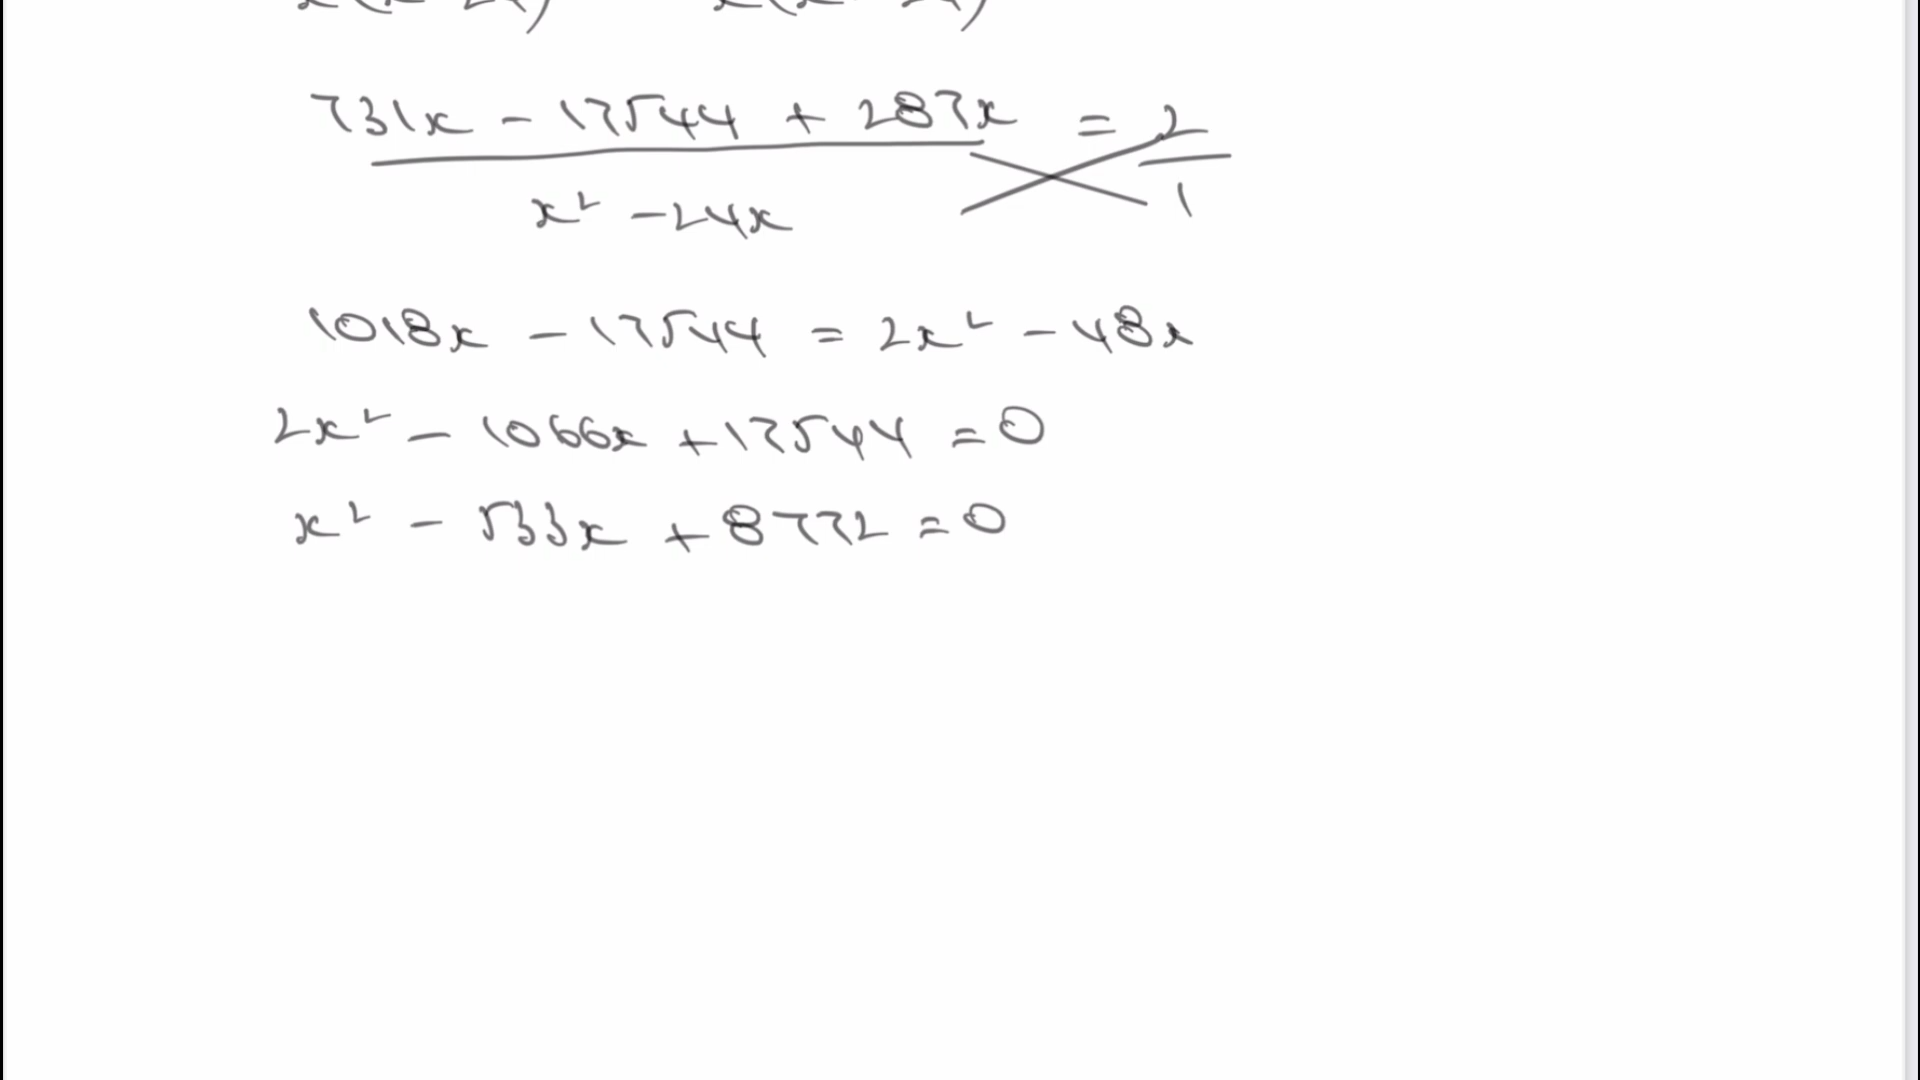 731x - 17544 + 287x = 2
x² - 24x 1
1018x - 17544 = 2x² - 48x
2x² - 1066x + 17544 = 0
x² - 533x + 8772 = 0